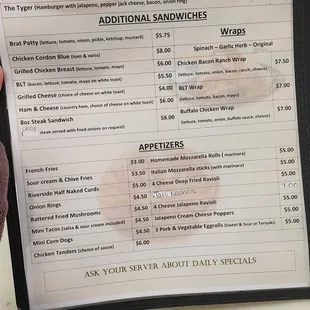 The Tyger (Hamburger with jalapeno, pepper jack cheese, bacon, onion ring)
ADDITIONAL SANDWICHES
Brat Patty (lettuce, tomato, onion, pickle, ketchup, mustard) $5.75
Chicken Cordon Blue (ham & swiss) $8.00
Grilled Chicken Breast (lettuce, tomato, mayo) $6.00
BLT (bacon, lettuce, tomato, mayo on white toast) $5.50
Grilled Cheese (choice of cheese on white toast) $4.00
Ham & Cheese (country ham, choice of cheese on white toast) $6.00
8oz Steak Sandwich $8.00
(steak served with fried onions on request)
Wraps
Spinach ~ Garlic Herb ~ Original
Chicken Bacon Ranch Wrap $7.50
(lettuce, tomato, onion, bacon, ranch, cheese)
BLT Wrap $7.00
(lettuce, tomato, bacon, mayo)
Buffalo Chicken Wrap $7.00
(lettuce, tomato, onion, buffalo sauce, cheese)
APPETIZERS
French Fries $3.00
Sour cream & Chive Fries $3.50
Riverside Half Naked Curds $5.00
Onion Rings $4.50
Battered Fried Mushrooms $4.50
Mini Tacos (salsa & sour cream included) $4.50
Mini Corn Dogs $4.50
Chicken Tenders (choice of sauce) $6.00
Homemade Mozzarella Rolls ( marinara) $5.00
Italian Mozzarella sticks (with marinara) $5.00
4 Cheese Deep Fried Ravioli $5.00
4 Cheese Jalapeno Ravioli $5.00
Jalapeno Cream Cheese Poppers $5.00
3 Pork & Vegetable Eggrolls (Sweet & Sour or Teriyaki) $5.00
ASK YOUR SERVER ABOUT DAILY SPECIALS